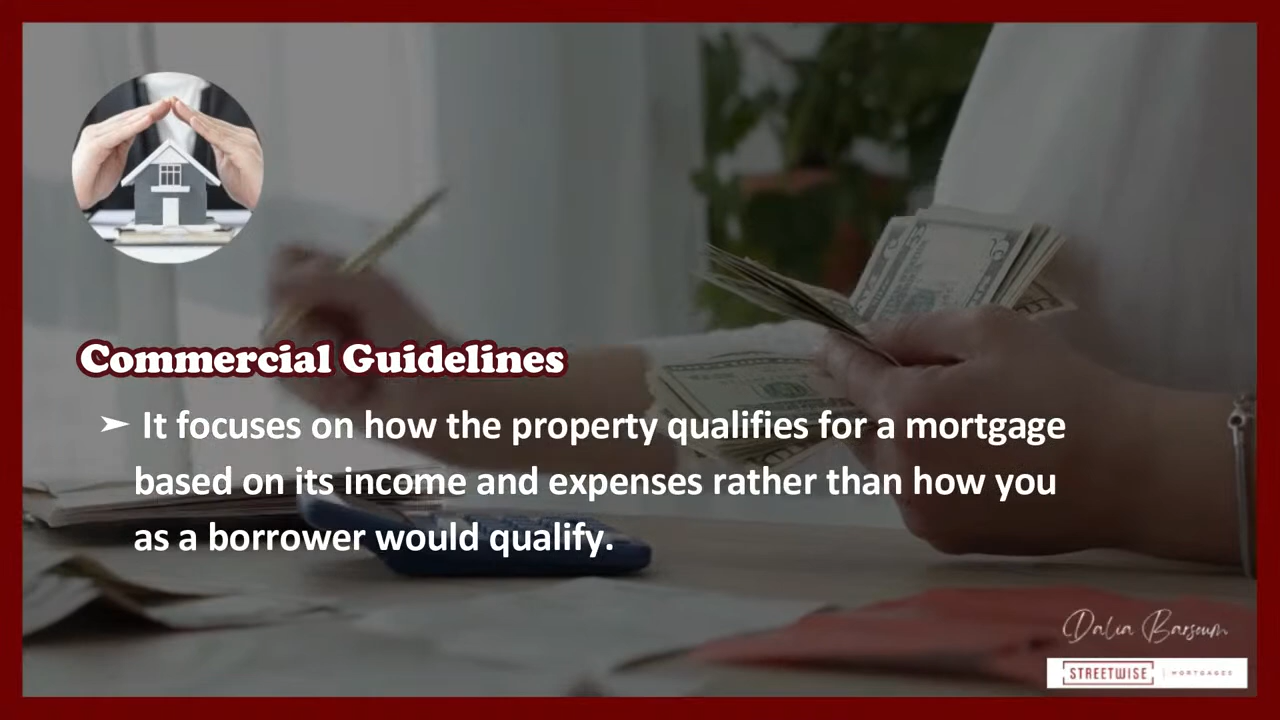 Commercial Guidelines
➢ It focuses on how the property qualifies for a mortgage
based on its income and expenses rather than how you
as a borrower would qualify.
Dalia Barsoum
STREETWISE | MORTGAGES